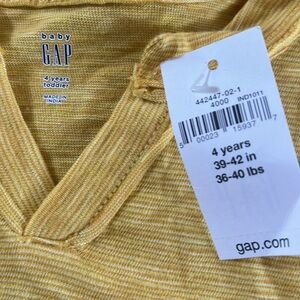 baby
GAP
4 years
toddler
MADE IN
INDIA
442447-02-1
4000 IND1011
5 00023 15937 7
4 years
39-42 in
36-40 lbs
gap.com